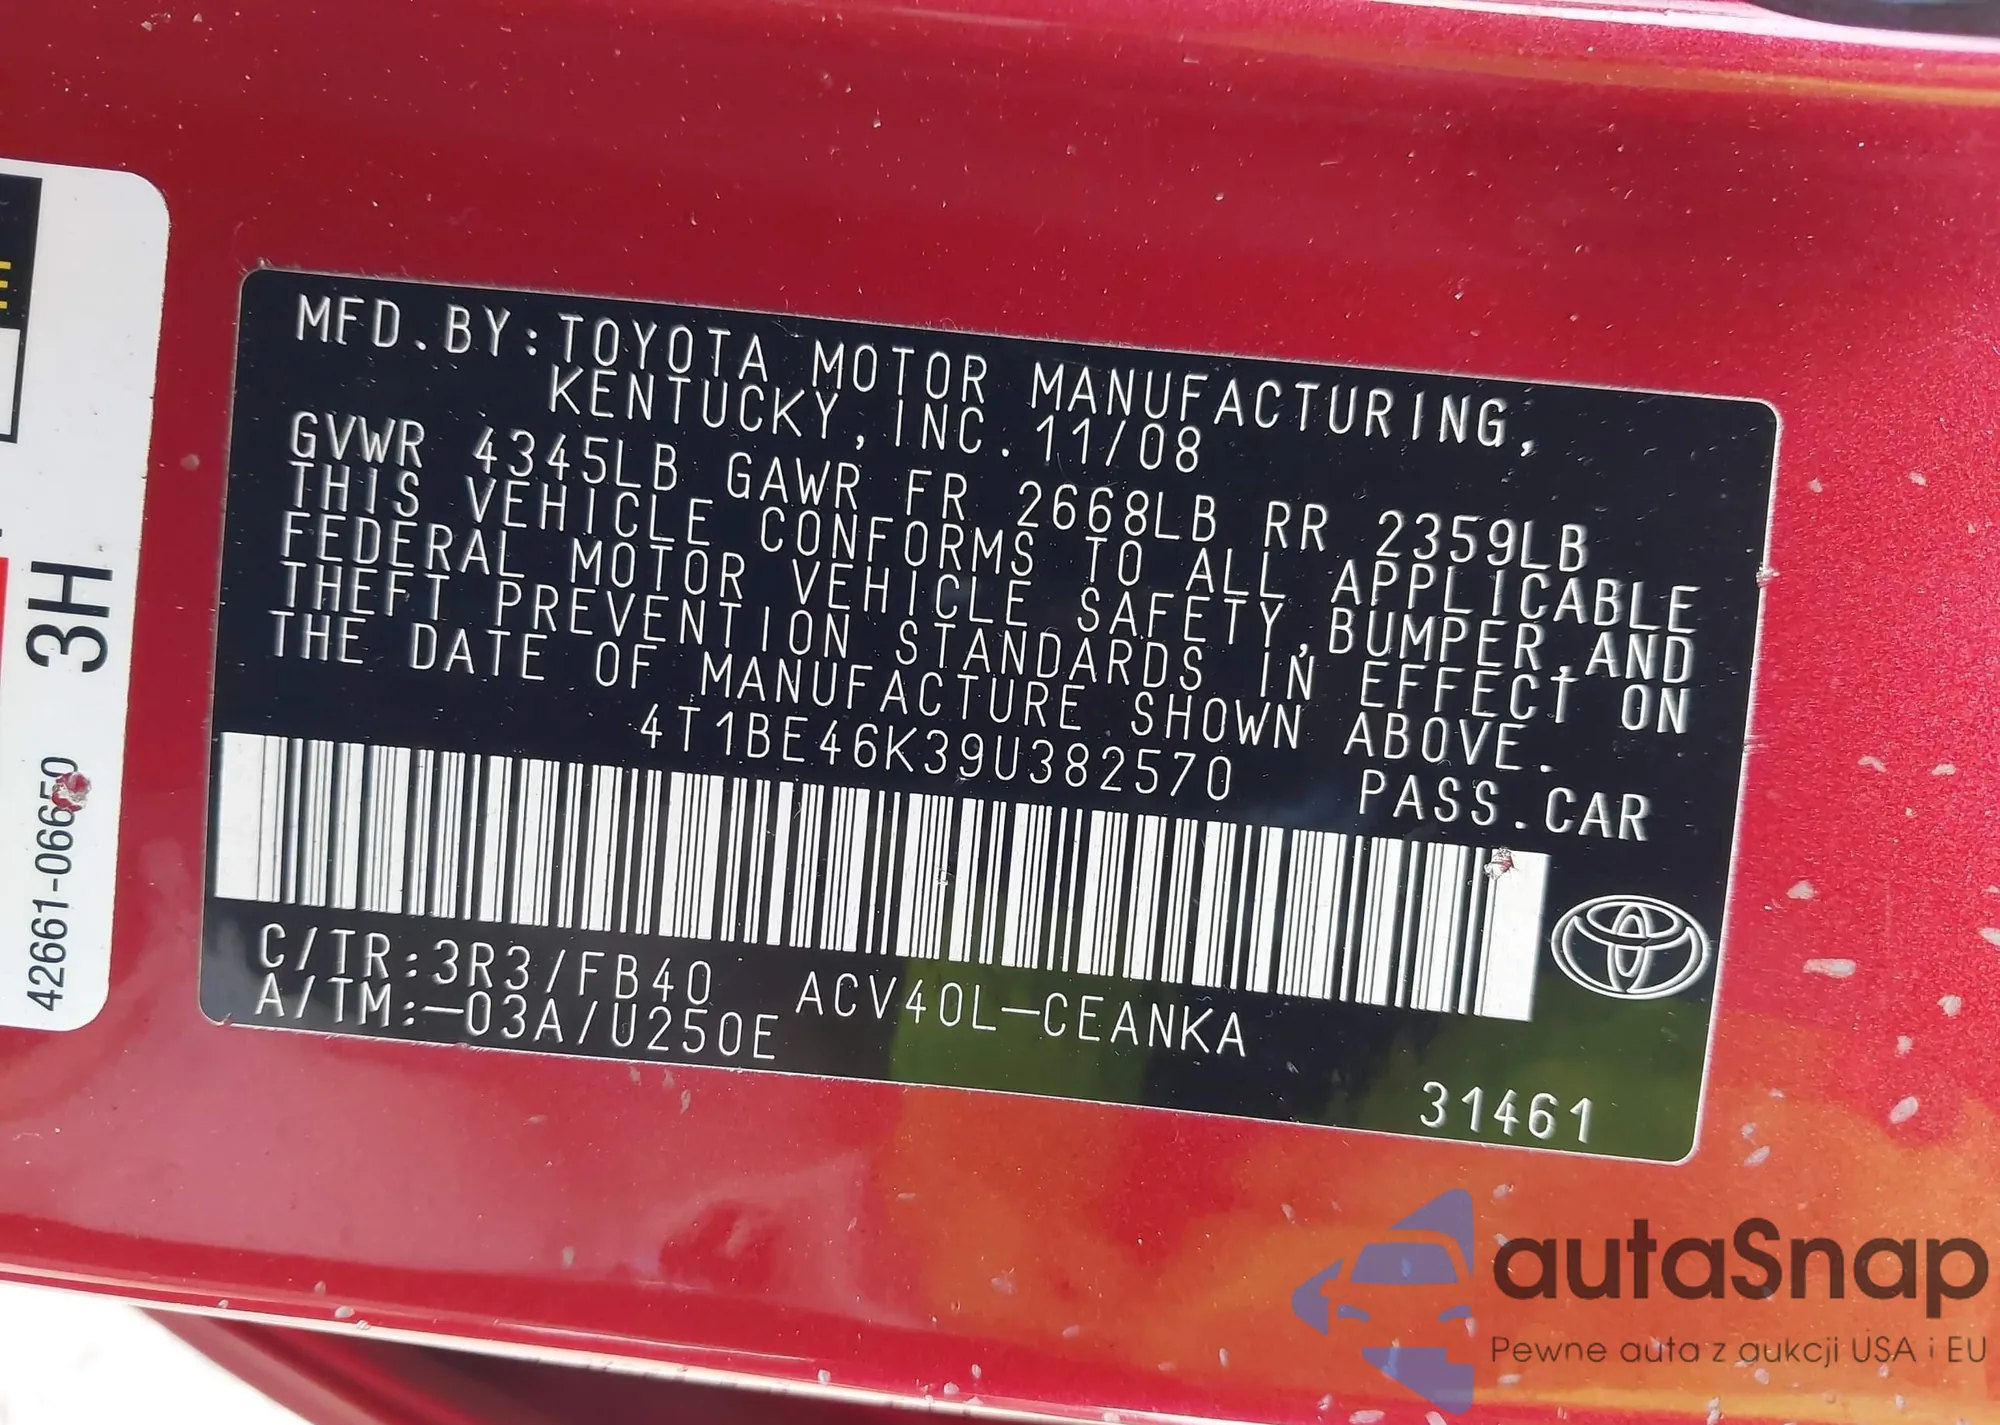 MFD.BY:TOYOTA MOTOR MANUFACTURING,
KENTUCKY,INC. 11/08
GVWR 4345LB GAWR FR 2668LB RR 2359LB
THIS VEHICLE CONFORMS TO ALL APPLICABLE
FEDERAL MOTOR VEHICLE SAFETY,BUMPER,AND
THEFT PREVENTION STANDARDS IN EFFECT ON
THE DATE OF MANUFACTURE SHOWN ABOVE.
4T1BE46K39U382570 PASS.CAR
C/TR:3R3/FB40 ACV40L-CEANKA
A/TM:-03A/U250E
31461
3H
42661-06650
autaSnap
Pewne auta z aukcji USA i EU